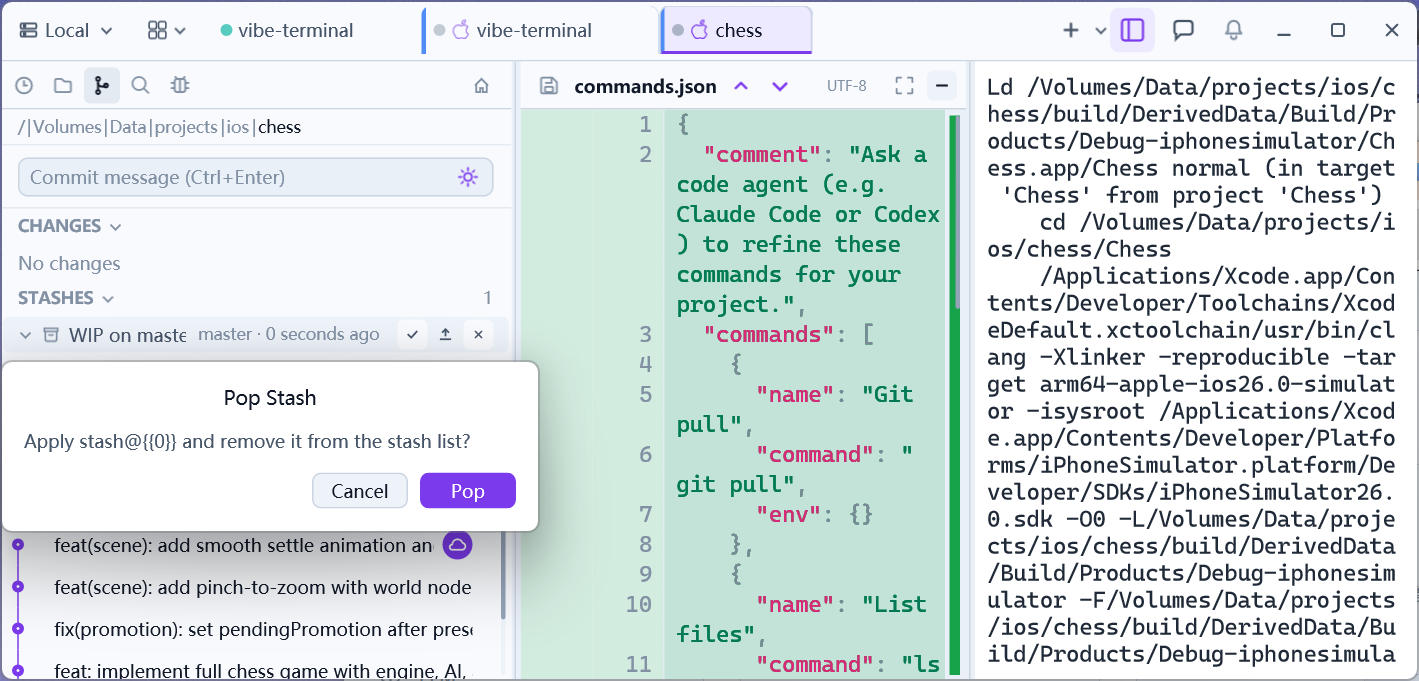 Local
vibe-terminal
vibe-terminal
chess
/|Volumes|Data|projects|ios|chess
Commit message (Ctrl+Enter)
CHANGES
No changes
STASHES 1
WIP on maste master · 0 seconds ago
Pop Stash
Apply stash@{{0}} and remove it from the stash list?
Cancel
Pop
feat(scene): add smooth settle animation an
feat(scene): add pinch-to-zoom with world node
fix(promotion): set pendingPromotion after prese
feat: implement full chess game with engine, AI,
commands.json UTF-8
1 {
2 "comment": "Ask a
code agent (e.g.
Claude Code or Codex
) to refine these
commands for your
project.",
3 "commands": [
4 {
5 "name": "Git
pull",
6 "command": "
git pull",
7 "env": {}
8 },
9 {
10 "name": "List
files",
11 "command": "ls
Ld /Volumes/Data/projects/ios/c
hess/build/DerivedData/Build/Pr
oducts/Debug-iphonesimulator/Ch
ess.app/Chess normal (in target
'Chess' from project 'Chess')
cd /Volumes/Data/projects/i
os/chess/Chess
/Applications/Xcode.app/Con
tents/Developer/Toolchains/Xcod
eDefault.xctoolchain/usr/bin/cl
ang -Xlinker -reproducible -tar
get arm64-apple-ios26.0-simulat
or -isysroot /Applications/Xcod
e.app/Contents/Developer/Platfo
rms/iPhoneSimulator.platform/De
veloper/SDKs/iPhoneSimulator26.
0.sdk -O0 -L/Volumes/Data/proje
cts/ios/chess/build/DerivedData
/Build/Products/Debug-iphonesim
ulator -F/Volumes/Data/projects
/ios/chess/build/DerivedData/Bu
ild/Products/Debug-iphonesimula